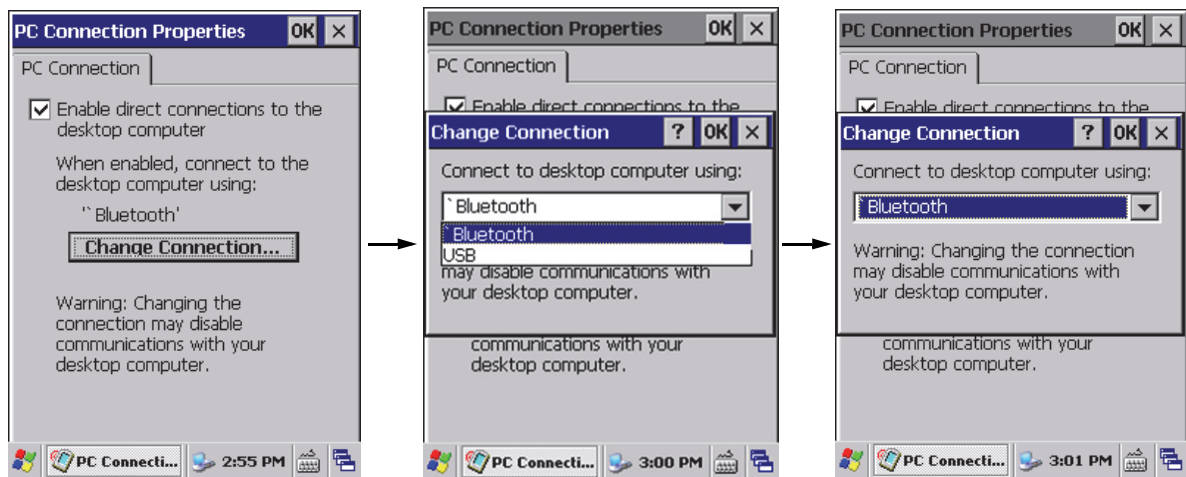 PC Connection Properties OK ×
PC Connection
Enable direct connections to the
desktop computer
When enabled, connect to the
desktop computer using:
'`Bluetooth'
Change Connection...
Warning: Changing the
connection may disable
communications with your
desktop computer.
PC Connecti... 2:55 PM
PC Connection Properties OK ×
PC Connection
Enable direct connections to the
Change Connection ? OK ×
Connect to desktop computer using:
`Bluetooth
`Bluetooth
USB
may disable communications with
your desktop computer.
communications with your
desktop computer.
PC Connecti... 3:00 PM
PC Connection Properties OK ×
PC Connection
Enable direct connections to the
Change Connection ? OK ×
Connect to desktop computer using:
`Bluetooth
Warning: Changing the connection
may disable communications with
your desktop computer.
communications with your
desktop computer.
PC Connecti... 3:01 PM